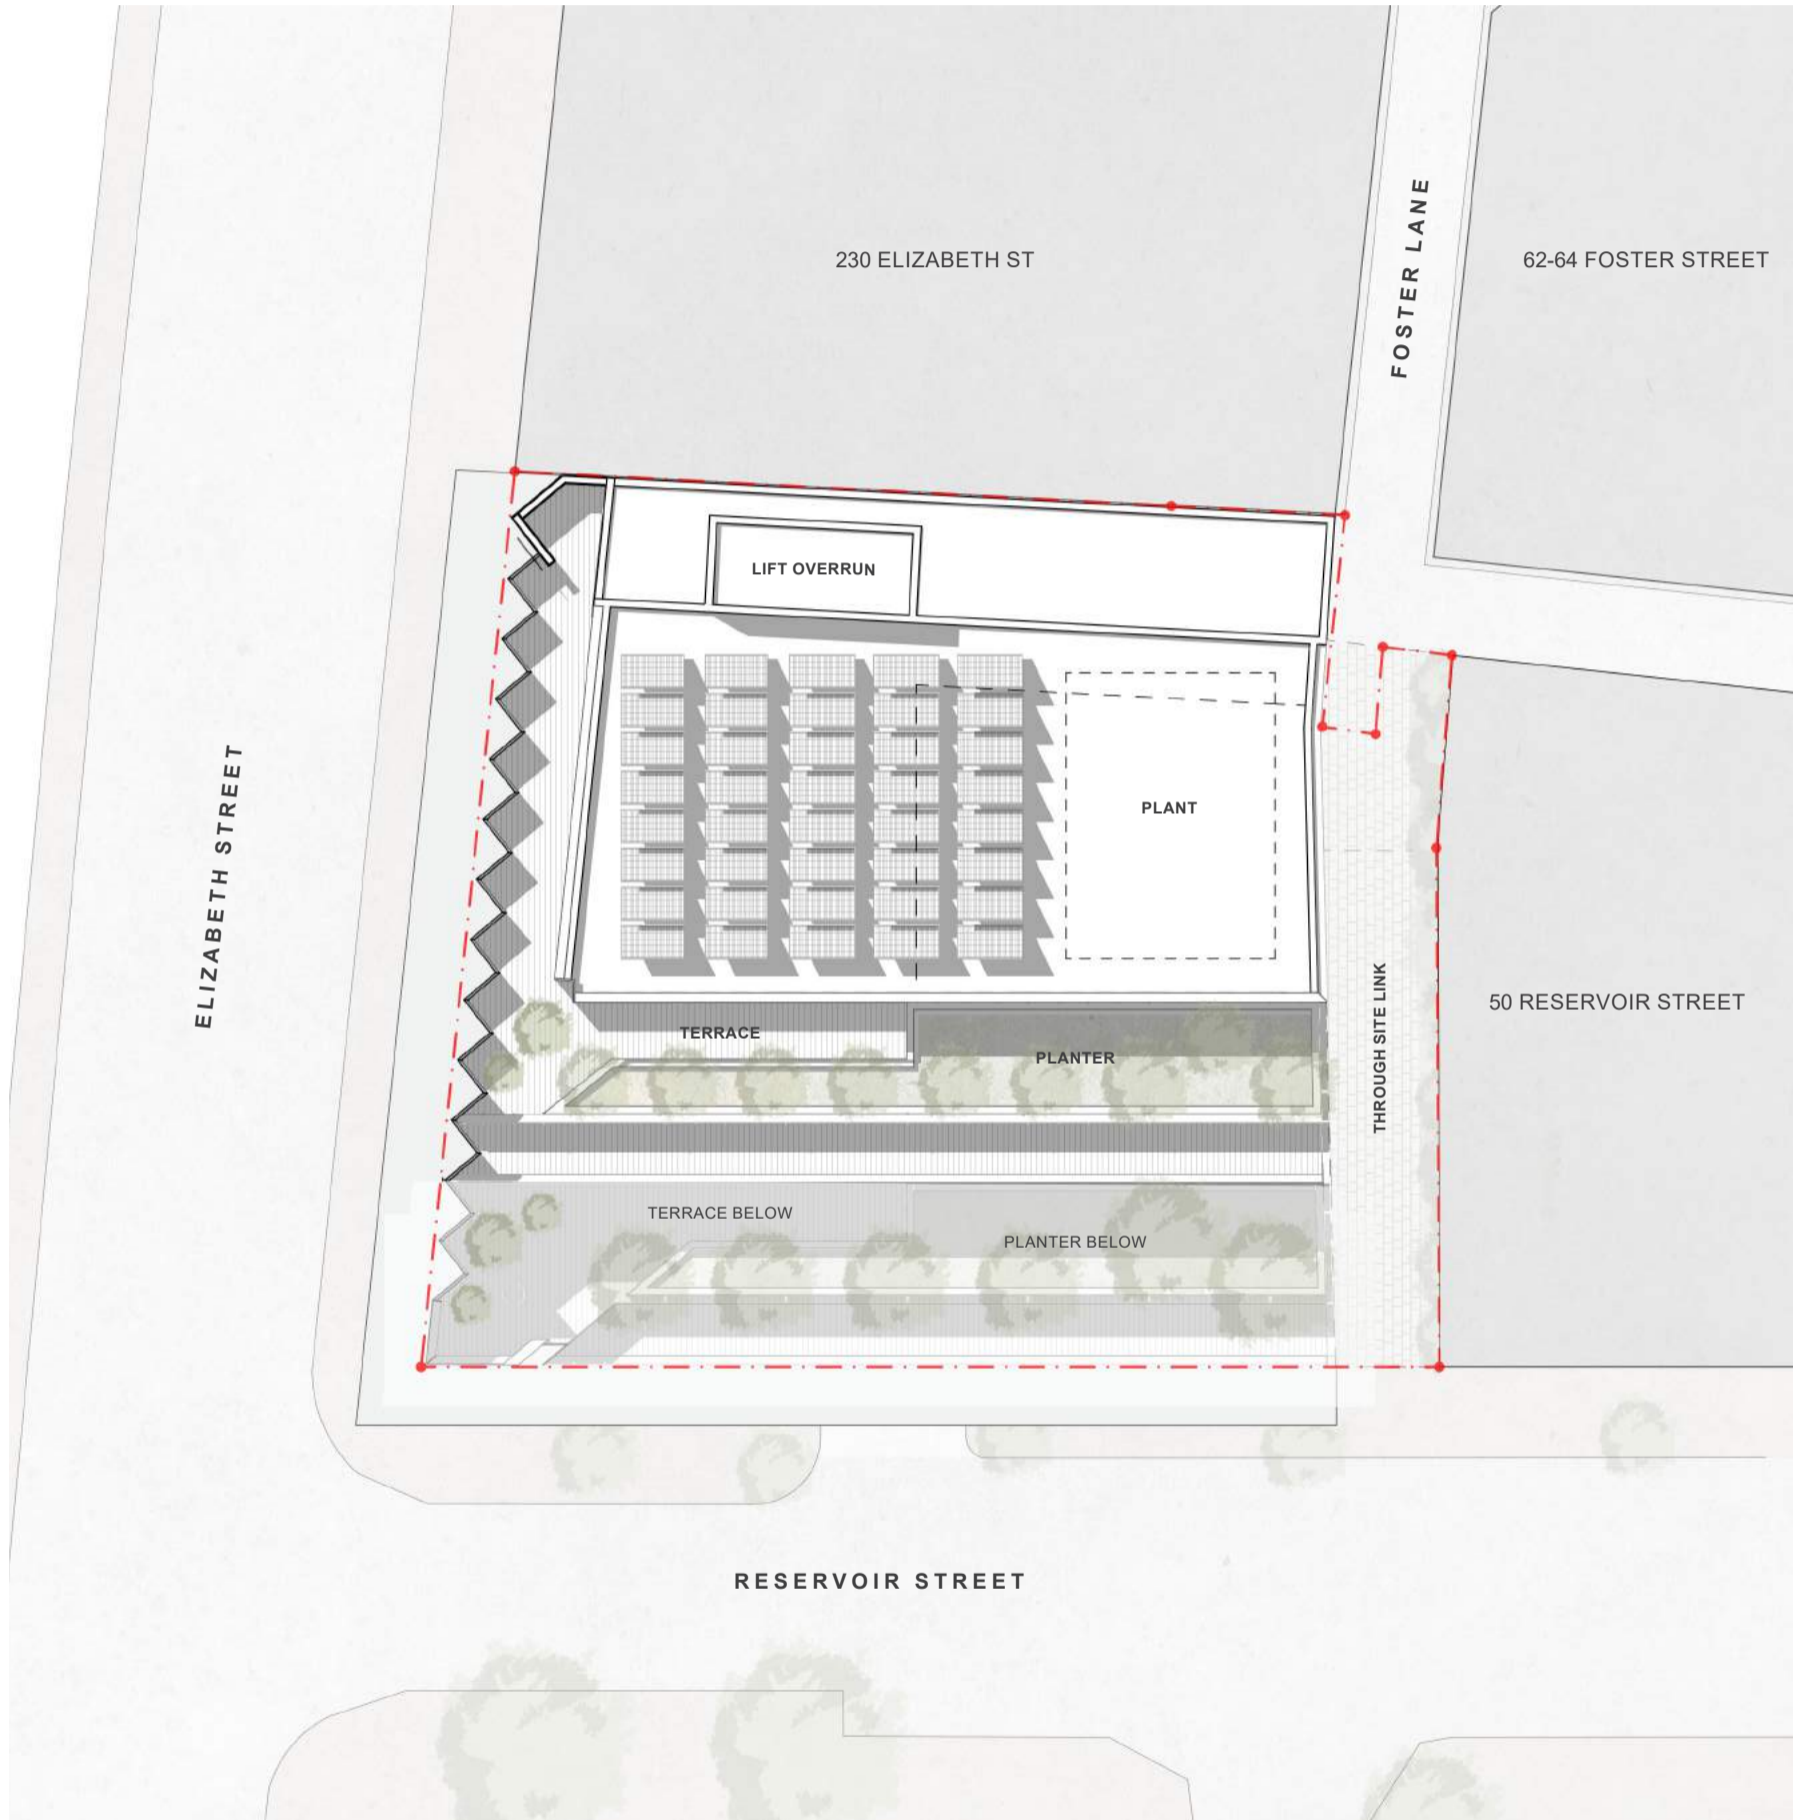 FOSTER LANE
230 ELIZABETH ST
62-64 FOSTER STREET
LIFT OVERRUN
ELIZABETH STREET
PLANT
50 RESERVOIR STREET
THROUGH SITE LINK
TERRACE
PLANTER
TERRACE BELOW
PLANTER BELOW
RESERVOIR STREET